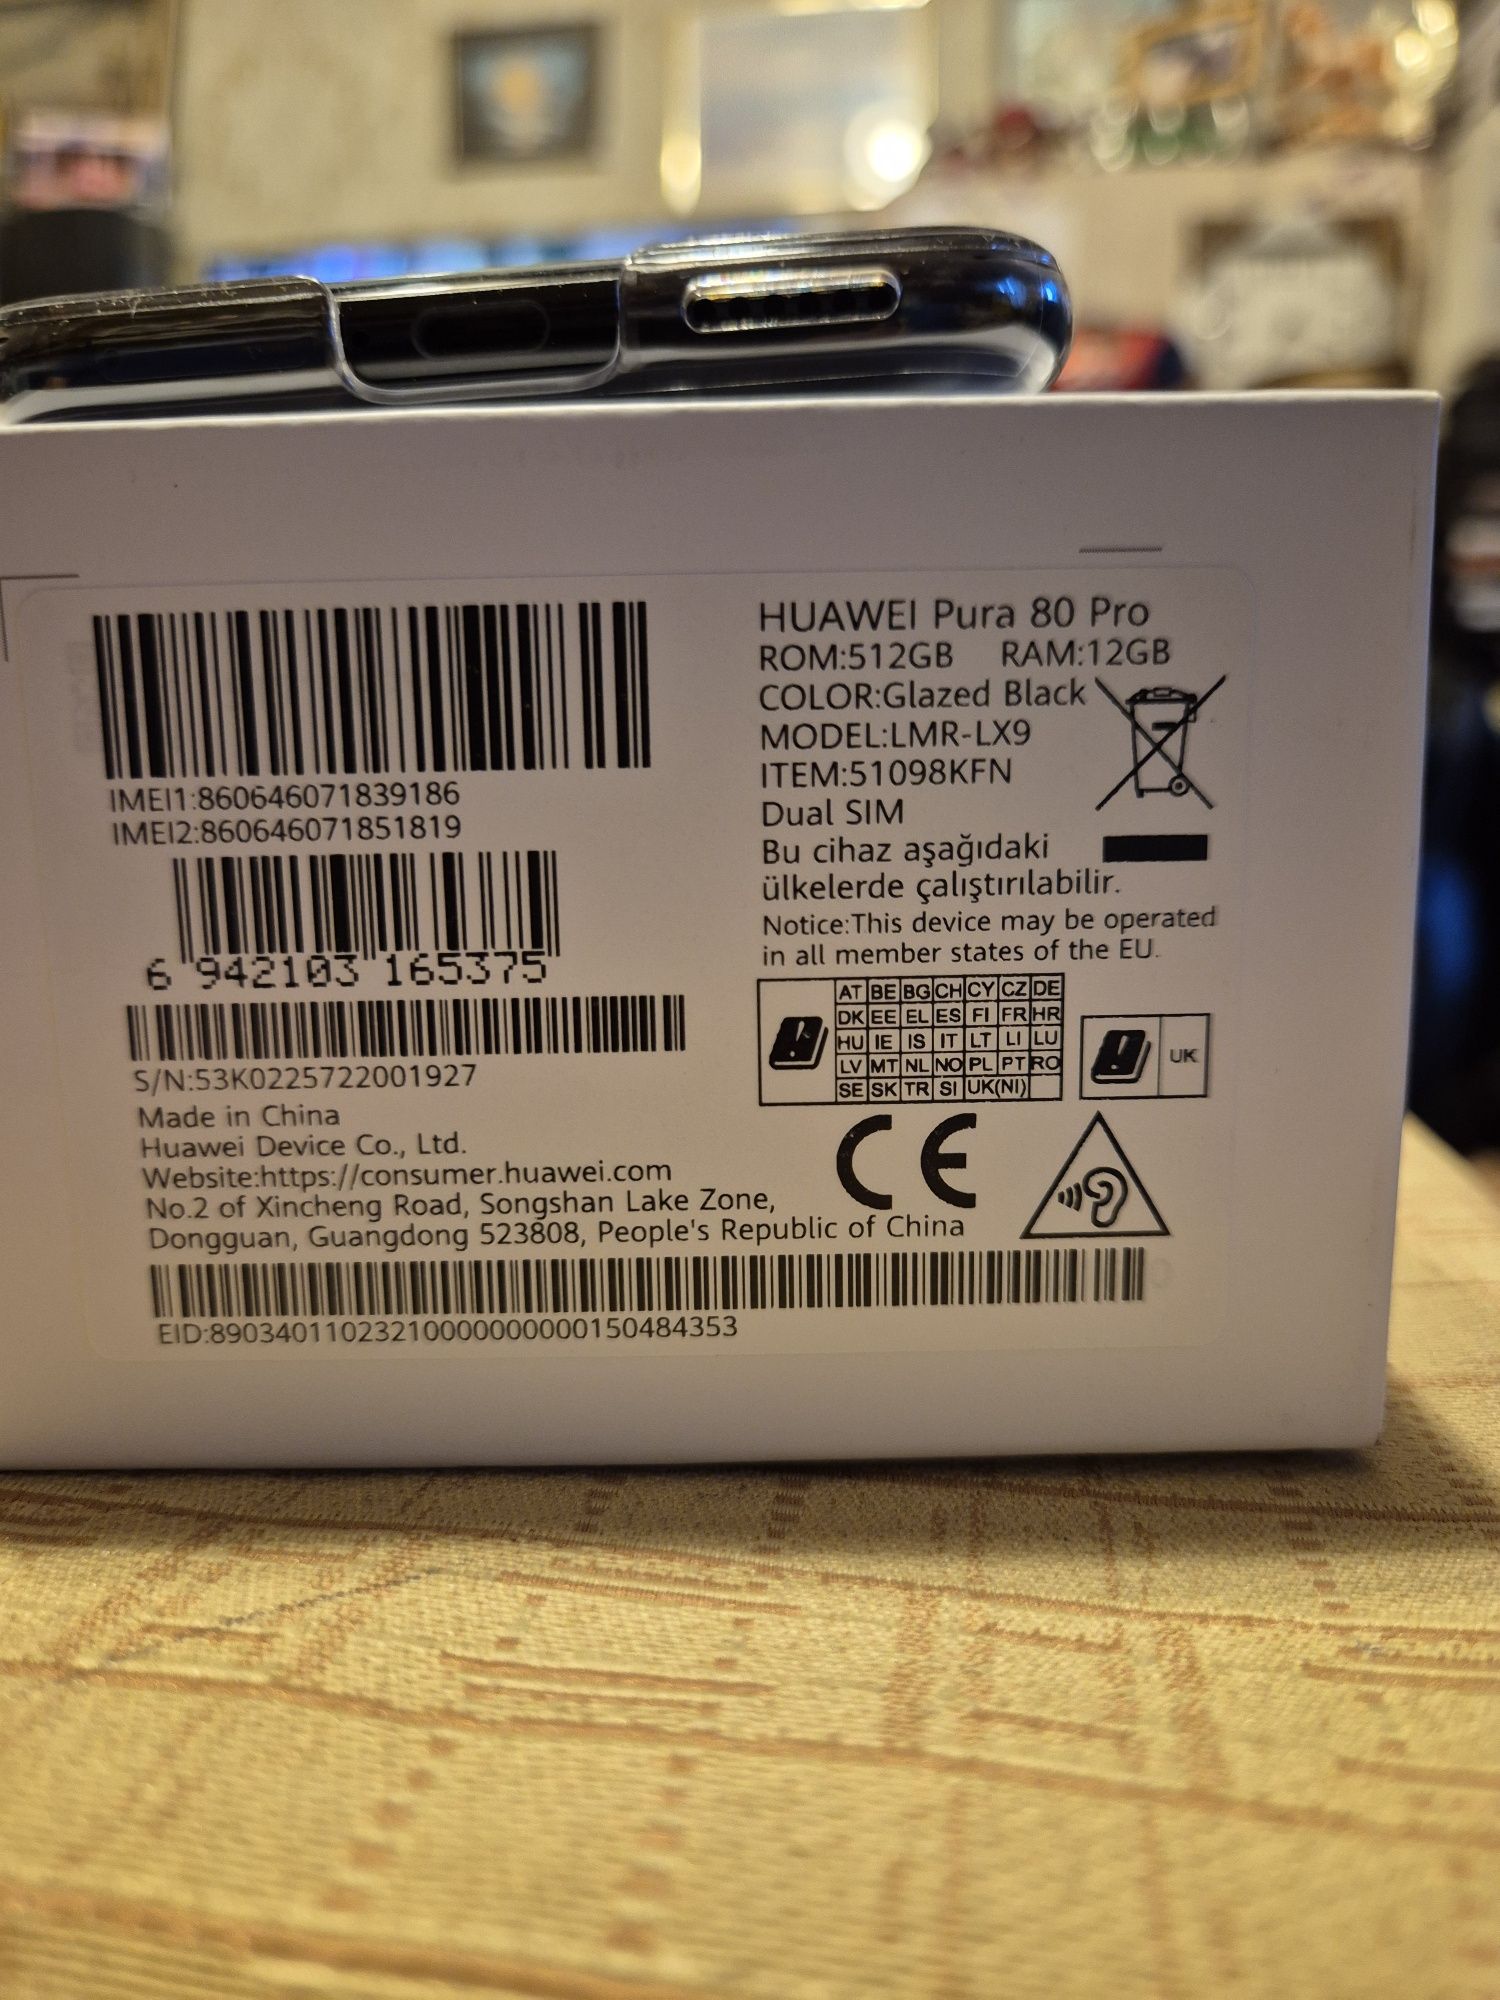 IMEI1:860646071839186
IMEI2:860646071851819
6 942103 165375
S/N:53K0225722001927
Made in China
Huawei Device Co., Ltd.
Website:https://consumer.huawei.com
No.2 of Xincheng Road, Songshan Lake Zone,
Dongguan, Guangdong 523808, People's Republic of China
EID:89034011023210000000000150484353
HUAWEI Pura 80 Pro
ROM:512GB RAM:12GB
COLOR:Glazed Black
MODEL:LMR-LX9
ITEM:51098KFN
Dual SIM
Bu cihaz aşağıdaki
ülkelerde çalıştırılabilir.
Notice:This device may be operated
in all member states of the EU.
AT BE BG CH CY CZ DE
DK EE EL ES FI FR HR
HU IE IS IT LT LI LU
LV MT NL NO PL PT RO
SE SK TR SI UK(NI)
UK
CE